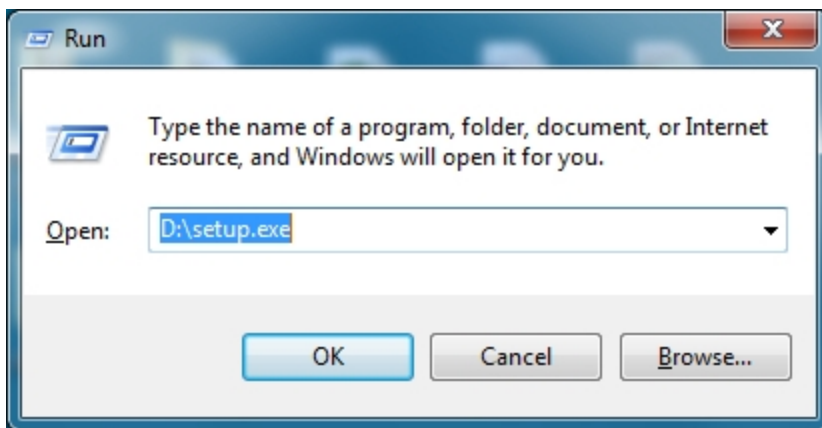 Run
Type the name of a program, folder, document, or Internet
resource, and Windows will open it for you.
Open: D:\setup.exe
OK Cancel Browse...